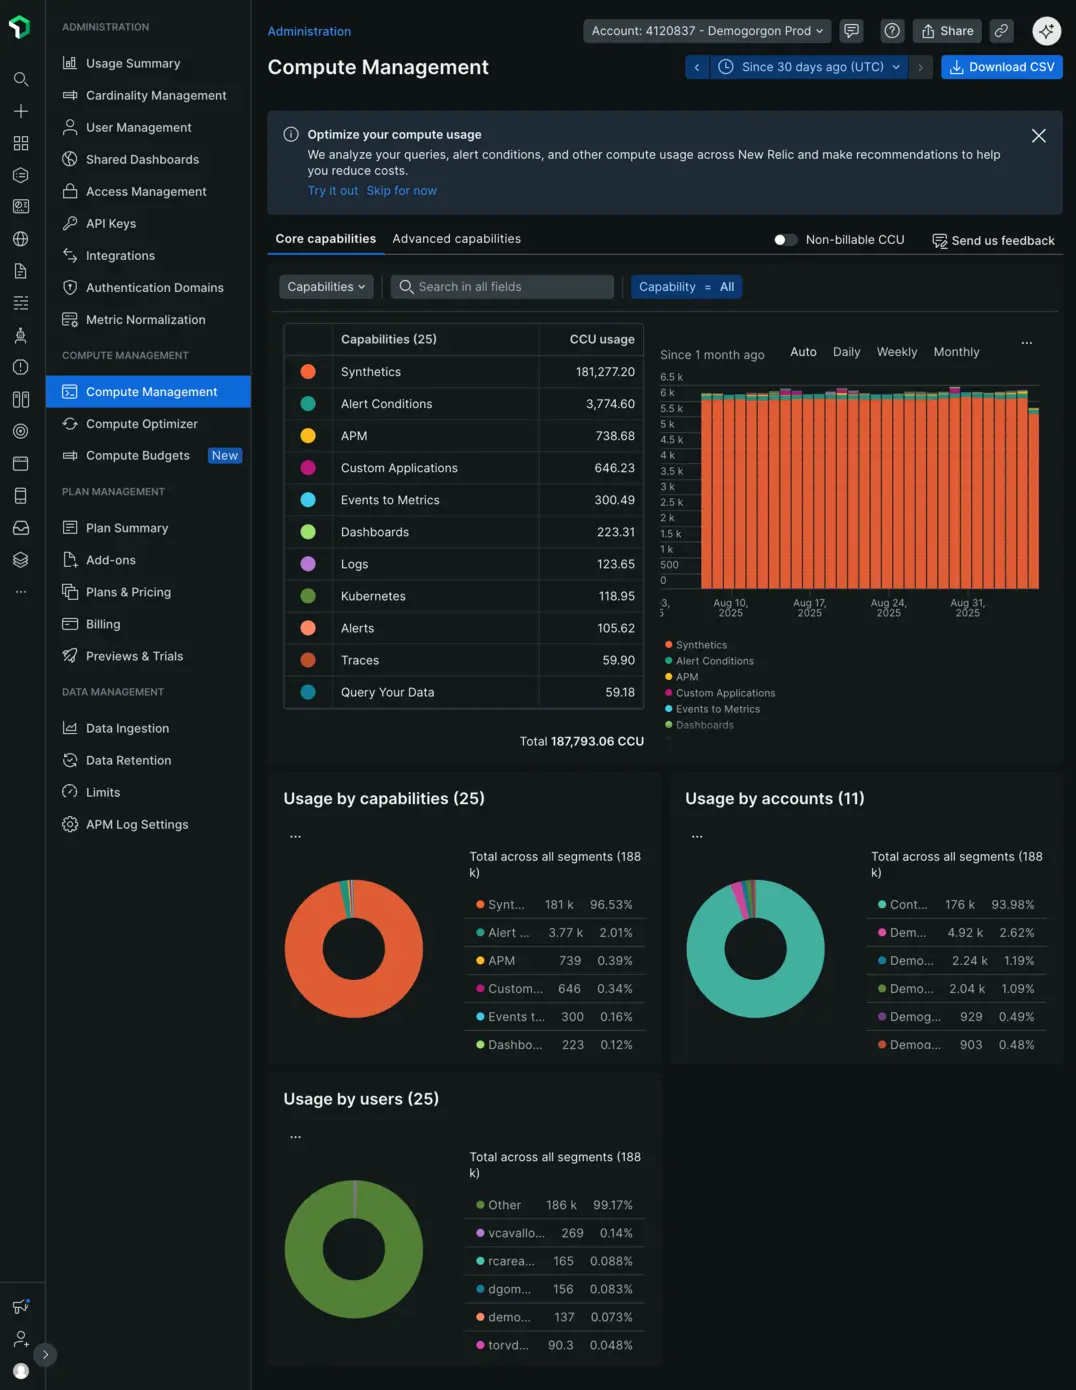 ADMINISTRATION
Usage Summary
Cardinality Management
User Management
Shared Dashboards
Access Management
API Keys
Integrations
Authentication Domains
Metric Normalization
COMPUTE MANAGEMENT
Compute Management
Compute Optimizer
Compute Budgets New
PLAN MANAGEMENT
Plan Summary
Add-ons
Plans & Pricing
Billing
Previews & Trials
DATA MANAGEMENT
Data Ingestion
Data Retention
Limits
APM Log Settings
Administration
Account: 4120837 - Demogorgon Prod
Share
Compute Management
Since 30 days ago (UTC)
Download CSV
Optimize your compute usage
We analyze your queries, alert conditions, and other compute usage across New Relic and make recommendations to help
you reduce costs.
Try it out Skip for now
Core capabilities Advanced capabilities
Non-billable CCU
Send us feedback
Capabilities
Search in all fields
Capability = All
Capabilities (25) CCU usage
Synthetics 181,277.20
Alert Conditions 3,774.60
APM 738.68
Custom Applications 646.23
Events to Metrics 300.49
Dashboards 223.31
Logs 123.65
Kubernetes 118.95
Alerts 105.62
Traces 59.90
Query Your Data 59.18
Total 187,793.06 CCU
Since 1 month ago
Auto Daily Weekly Monthly
...
6.5 k
6 k
5.5 k
5 k
4.5 k
4 k
3.5 k
3 k
2.5 k
2 k
1.5 k
1 k
500
0
3, Aug 10, Aug 17, Aug 24, Aug 31,
5 2025 2025 2025 2025
Synthetics
Alert Conditions
APM
Custom Applications
Events to Metrics
Dashboards
Usage by capabilities (25)
...
Total across all segments (188
k)
Synt... 181 k 96.53%
Alert ... 3.77 k 2.01%
APM 739 0.39%
Custom... 646 0.34%
Events t... 300 0.16%
Dashbo... 223 0.12%
Usage by accounts (11)
...
Total across all segments (188
k)
Cont... 176 k 93.98%
Dem... 4.92 k 2.62%
Demo... 2.24 k 1.19%
Demo... 2.04 k 1.09%
Demog... 929 0.49%
Demog... 903 0.48%
Usage by users (25)
...
Total across all segments (188
k)
Other 186 k 99.17%
vcavallo... 269 0.14%
rcarea... 165 0.088%
dgom... 156 0.083%
demo... 137 0.073%
torvd... 90.3 0.048%